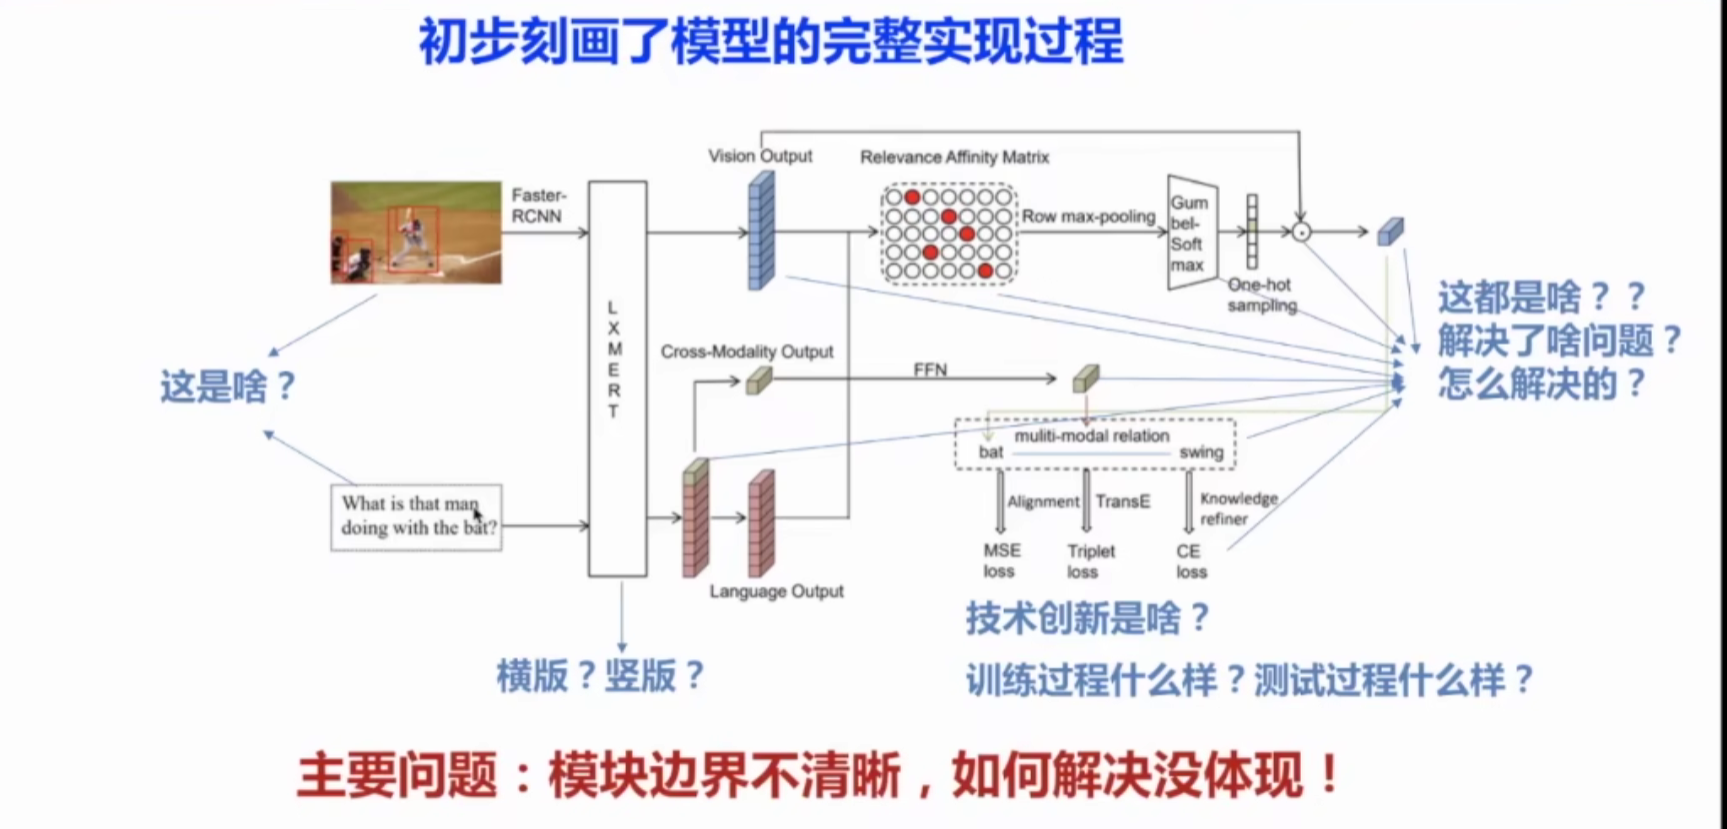 初步刻画了模型的完整实现过程
Vision Output
Relevance Affinity Matrix
Faster-
RCNN
Row max-pooling
Gum
bel-
Soft
max
One-hot
sampling
L
X
M
E
R
T
这都是啥？？
解决了啥问题？
怎么解决的？
Cross-Modality Output
FFN
这是啥？
muliti-modal relation
bat
swing
What is that man
doing with the bat?
Alignment
TransE
Knowledge
refiner
MSE
loss
Triplet
loss
CE
loss
Language Output
技术创新是啥？
横版？竖版？
训练过程什么样？测试过程什么样？
主要问题：模块边界不清晰，如何解决没体现！